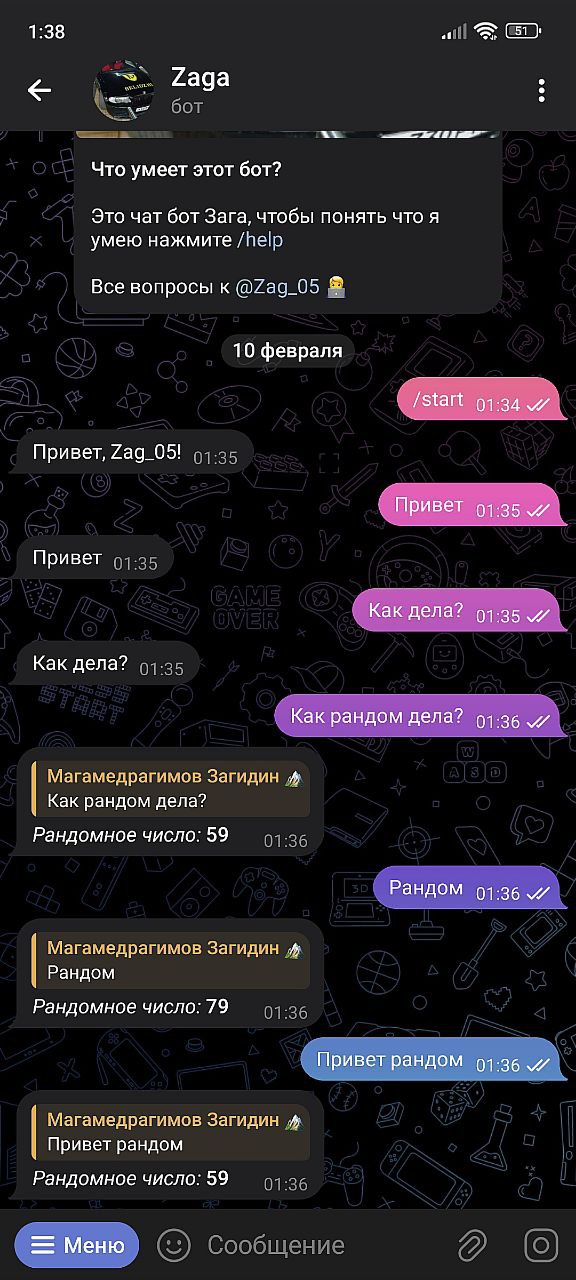 1:38
51
Zaga
бот
Что умеет этот бот?
Это чат бот Зага, чтобы понять что я
умею нажмите /help
Все вопросы к @Zag_05 👨‍💻
10 февраля
/start 01:34
Привет, Zag_05! 01:35
Привет 01:35
Привет 01:35
GAME
OVER
Как дела? 01:35
Как дела? 01:35
START
Как рандом дела? 01:36
Магамедрагимов Загидин 🏔
Как рандом дела?
Рандомное число: 59 01:36
W
A S D
Рандом 01:36
3D
Магамедрагимов Загидин 🏔
Рандом
Рандомное число: 79 01:36
Привет рандом 01:36
Магамедрагимов Загидин 🏔
Привет рандом
Рандомное число: 59 01:36
Меню
Сообщение